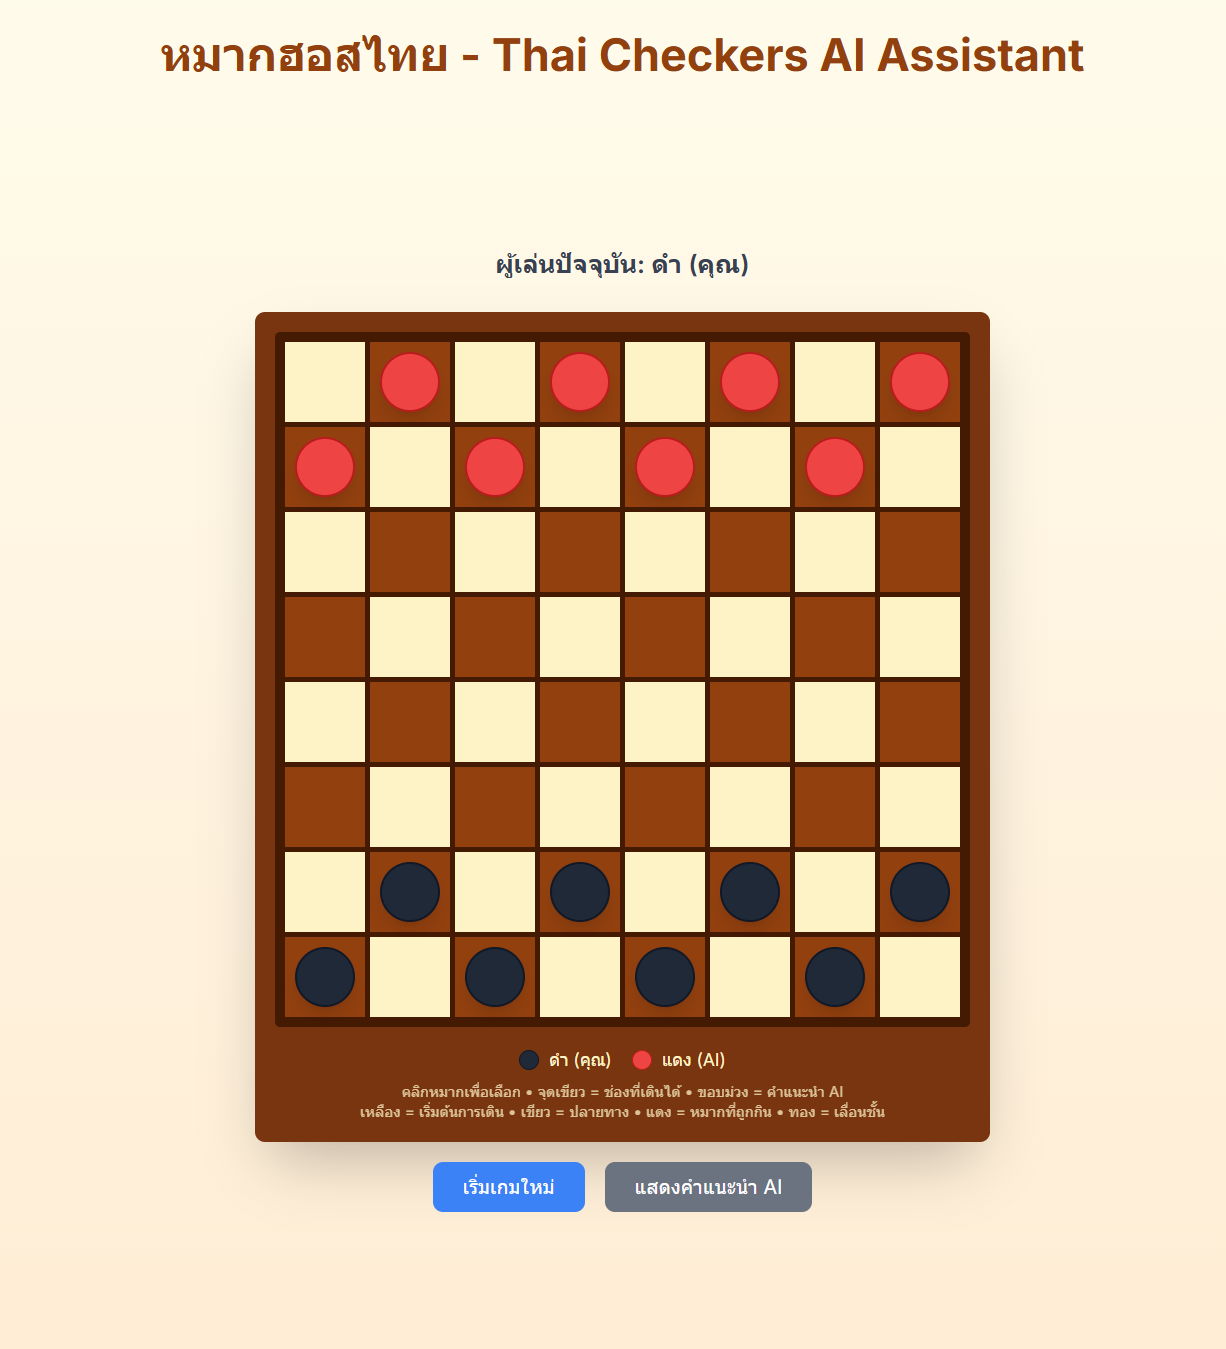 หมากฮอสไทย - Thai Checkers AI Assistant
ผู้เล่นปัจจุบัน: ดำ (คุณ)
ดำ (คุณ) แดง (AI)
คลิกหมากเพื่อเลือก • จุดเขียว = ช่องที่เดินได้ • ขอบม่วง = คำแนะนำ AI
เหลือง = เริ่มต้นการเดิน • เขียว = ปลายทาง • แดง = หมากที่ถูกกิน • ทอง = เลื่อนชั้น
เริ่มเกมใหม่ แสดงคำแนะนำ AI